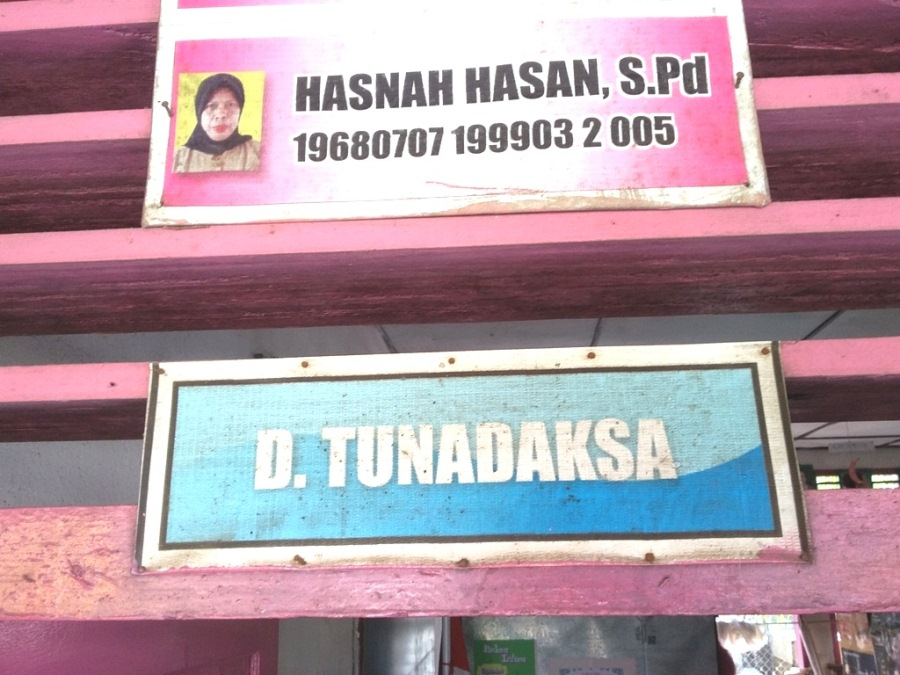 HASNAH HASAN, S.Pd
19680707 199903 2 005
D. TUNADAKSA